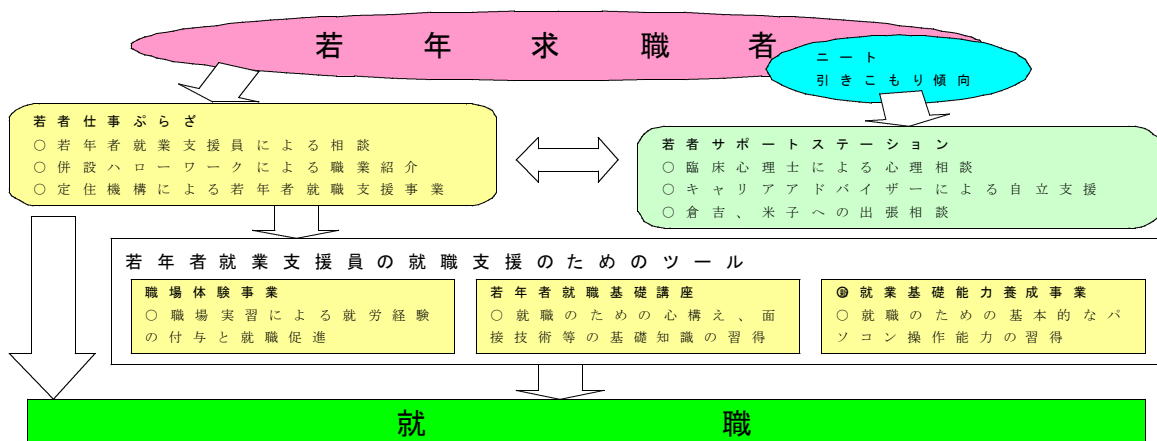 若年求職者
ニート
引きこもり傾向
若者仕事ぷらざ
○若年者就業支援員による相談
○併設ハローワークによる職業紹介
○定住機構による若年者就職支援事業
若者サポートステーション
○臨床心理士による心理相談
○キャリアアドバイザーによる自立支援
○倉吉、米子への出張相談
若年者就業支援員の就職支援のためのツール
職場体験事業
○職場実習による就労経験
の付与と就職促進
若年者就職基礎講座
○就職のための心構え、面
接技術等の基礎知識の習得
就業基礎能力養成事業
○就職のための基本的なパ
ソコン操作能力の習得
就職